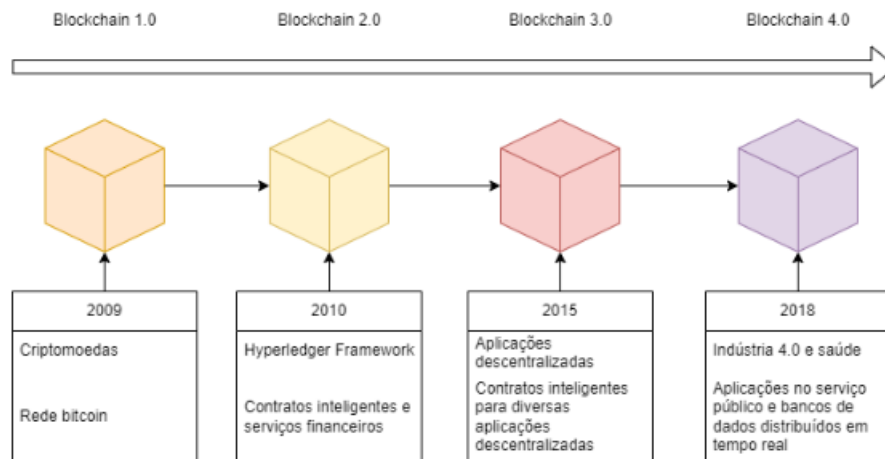 Blockchain 1.0
Blockchain 2.0
Blockchain 3.0
Blockchain 4.0
2009
Criptomoedas
Rede bitcoin
2010
Hyperledger Framework
Contratos inteligentes e
serviços financeiros
2015
Aplicações
descentralizadas
Contratos inteligentes
para diversas
aplicações
descentralizadas
2018
Indústria 4.0 e saúde
Aplicações no serviço
público e bancos de
dados distribuídos em
tempo real